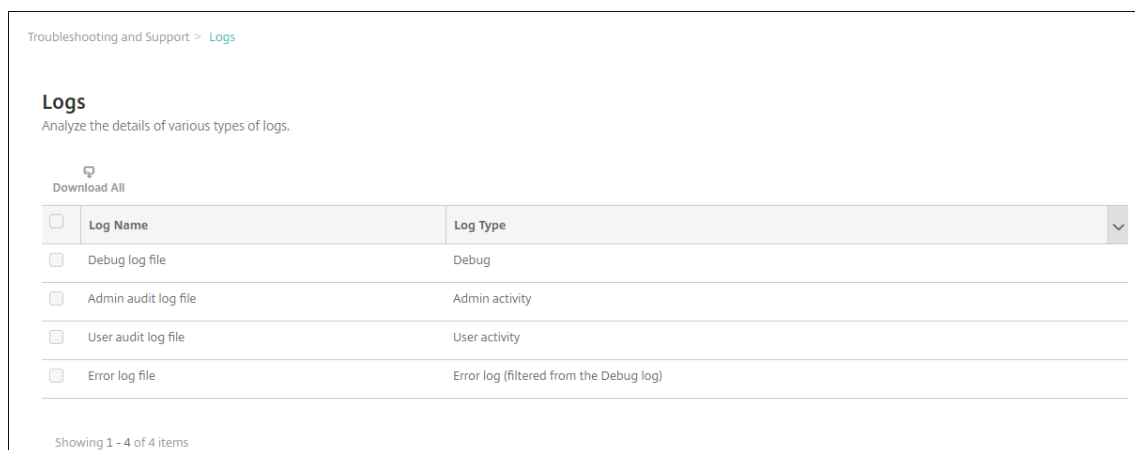 Troubleshooting and Support > Logs
Logs
Analyze the details of various types of logs.
Download All
Log Name Log Type
Debug log file Debug
Admin audit log file Admin activity
User audit log file User activity
Error log file Error log (filtered from the Debug log)
Showing 1 - 4 of 4 items